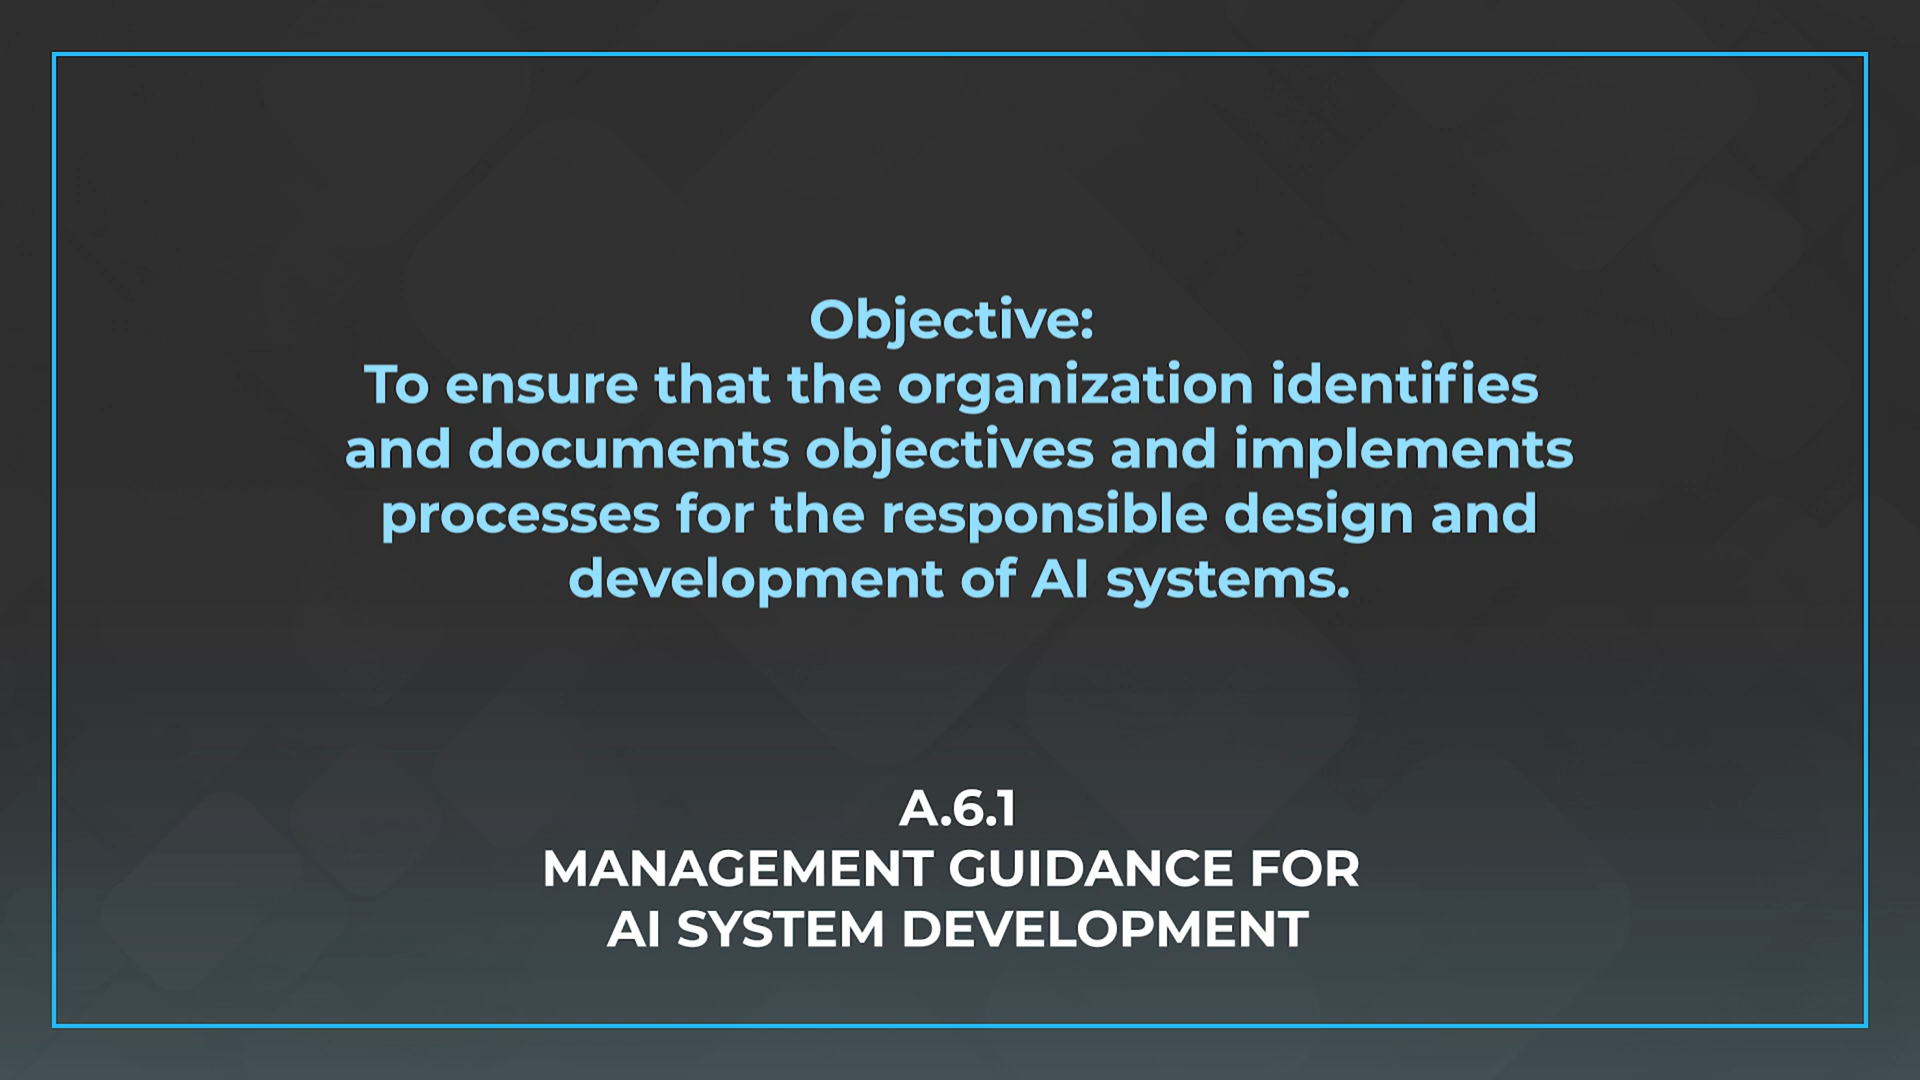 Objective:
To ensure that the organization identifies
and documents objectives and implements
processes for the responsible design and
development of AI systems.
A.6.1
MANAGEMENT GUIDANCE FOR
AI SYSTEM DEVELOPMENT